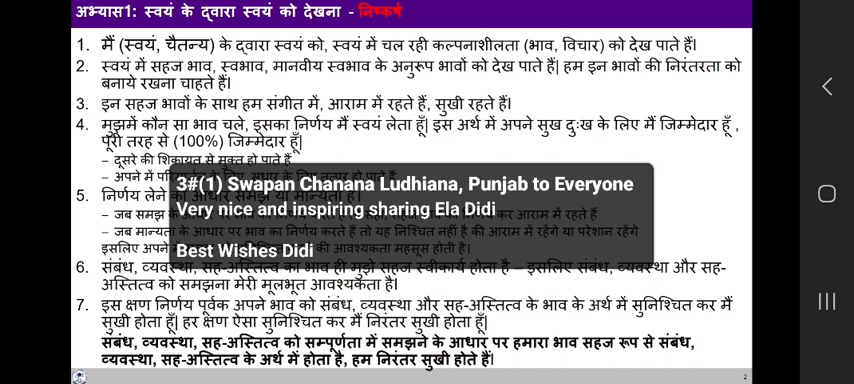 अभ्यास1: स्वयं के द्वारा स्वयं को देखना - निष्कर्ष
1. मैं (स्वयं, चैतन्य) के द्वारा स्वयं को, स्वयं में चल रही कल्पनाशीलता (भाव, विचार) को देख पाते हैं।
2. स्वयं में सहज भाव, स्वभाव, मानवीय स्वभाव के अनुरूप भावों को देख पाते हैं| हम इन भावों की निरंतरता को
बनाये रखना चाहते हैं।
3. इन सहज भावों के साथ हम संगीत में, आराम में रहते हैं, सुखी रहते हैं।
4. मुझमें कौन सा भाव चले, इसका निर्णय मैं स्वयं लेता हूँ| इस अर्थ में अपने सुख दुःख के लिए मैं जिम्मेदार हूँ ,
पूरी तरह से (100%) जिम्मेदार हूँ|
– दूसरे की शिकायत से मुक्त हो पाते हैं
– अपने में
3#(1) Swapan Chanana Ludhiana, Punjab to Everyone
Very nice and inspiring sharing Ela Didi
Best Wishes Didi
5. निर्णय लेने का आधार समझ या मान्यता है।
– जब समझ के कर आराम में रहते हैं
– जब मान्यता के आधार पर भाव का निर्णय करते हैं तो यह निश्चित नहीं है की आराम में रहेंगे या परेशान रहेंगे
इसलिए अपने की आवश्यकता महसूस होती है।
6. संबंध, व्यवस्था, सह-अस्तित्व का भाव ही मुझे सहज स्वीकार्य होता है – इसलिए संबंध, व्यवस्था और सह-
अस्तित्व को समझना मेरी मूलभूत आवश्यकता है।
7. इस क्षण निर्णय पूर्वक अपने भाव को संबंध, व्यवस्था और सह-अस्तित्व के भाव के अर्थ में सुनिश्चित कर मैं
सुखी होता हूँ| हर क्षण ऐसा सुनिश्चित कर मैं निरंतर सुखी होता हूँ|
संबंध, व्यवस्था, सह-अस्तित्व को सम्पूर्णता में समझने के आधार पर हमारा भाव सहज रूप से संबंध,
व्यवस्था, सह-अस्तित्व के अर्थ में होता है, हम निरंतर सुखी होते हैं।
2